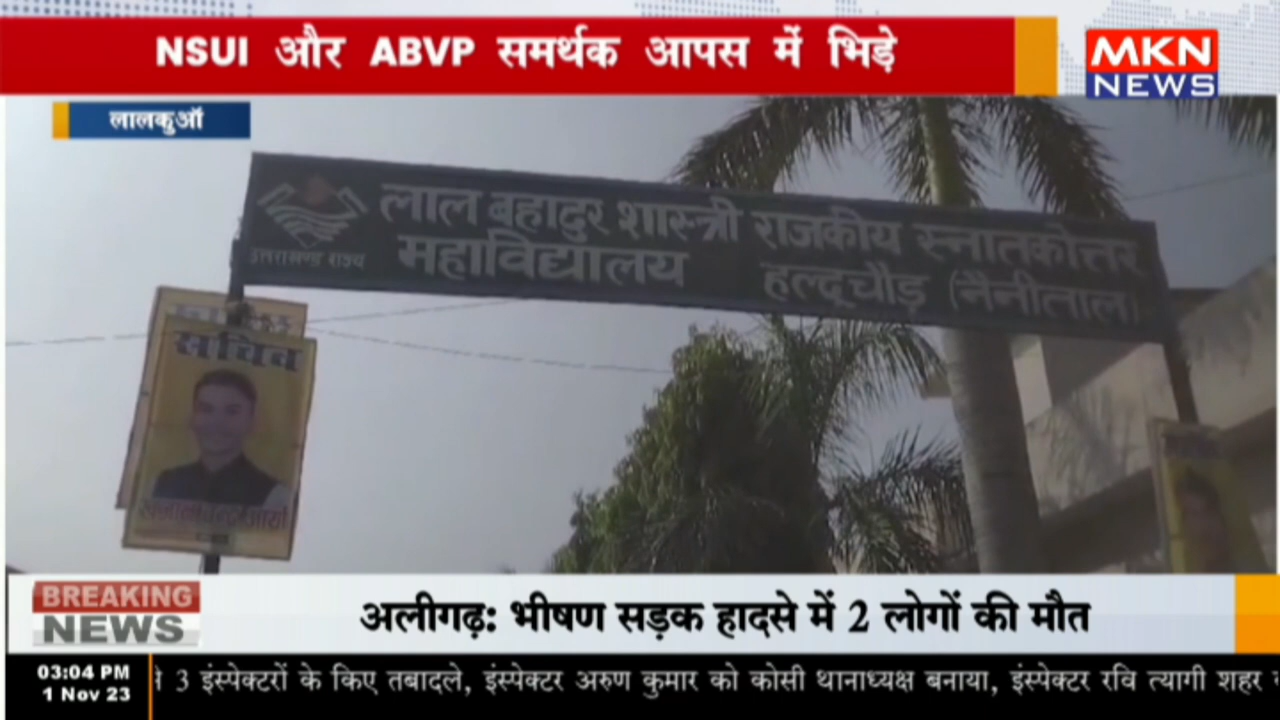 NSUI और ABVP समर्थक आपस में भिड़े
MKN
NEWS
लालकुऑ
लाल बहादुर शास्त्री राजकीय स्नातकोत्तर
उत्तराखण्ड राज्य
महाविद्यालय हल्दूचौड़ (नैनीताल)
सचिव
BREAKING
NEWS
अलीगढ़: भीषण सड़क हादसे में 2 लोगों की मौत
03:04 PM
1 Nov 23
3 इंस्पेक्टरों के किए तबादले, इंस्पेक्टर अरुण कुमार को कोसी थानाध्यक्ष बनाया, इंस्पेक्टर रवि त्यागी शहर